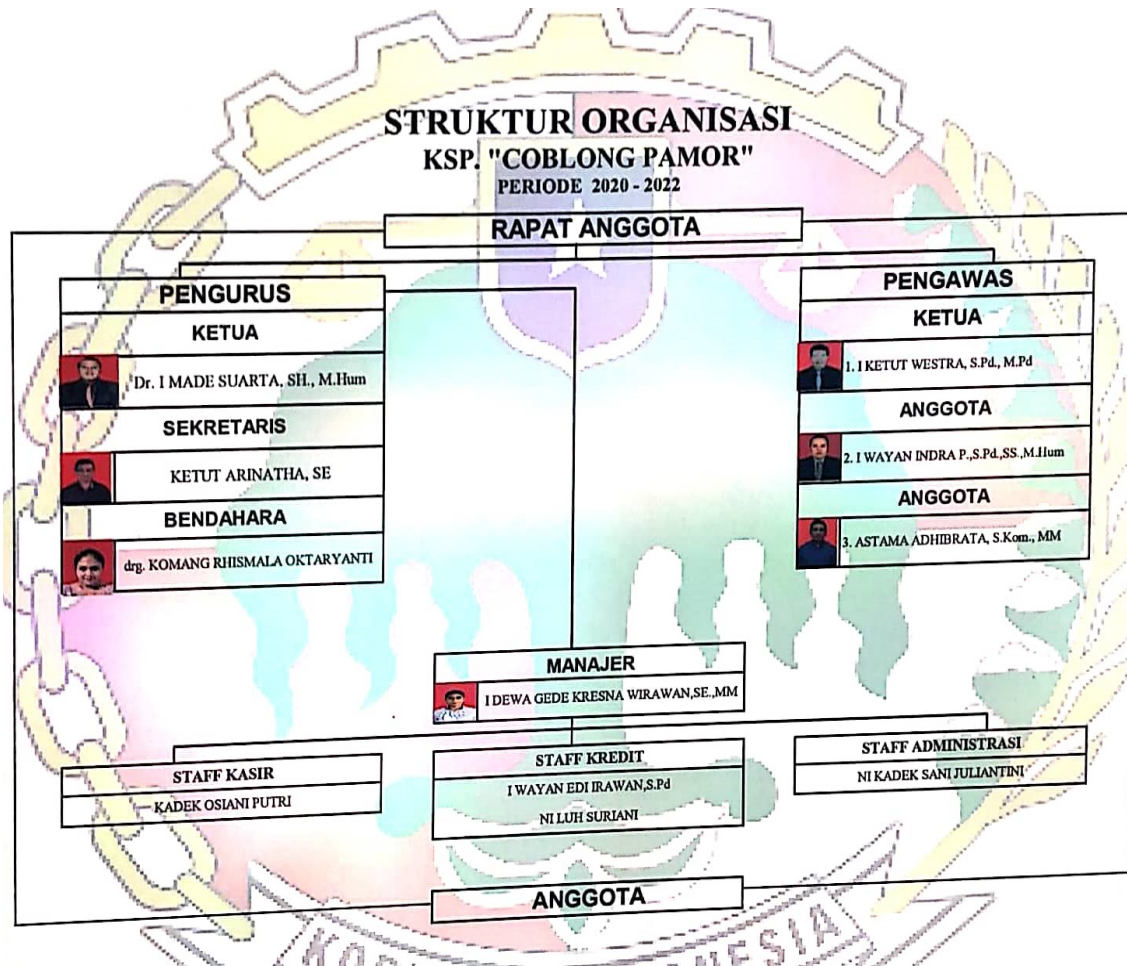 STRUKTUR ORGANISASI
KSP. "COBLONG PAMOR"
PERIODE 2020 - 2022
RAPAT ANGGOTA
PENGURUS
KETUA
Dr. I MADE SUARTA, SH., M.Hum
SEKRETARIS
KETUT ARINATHA, SE
BENDAHARA
drg. KOMANG RHISMALA OKTARYANTI
PENGAWAS
KETUA
1. I KETUT WESTRA, S.Pd., M.Pd
ANGGOTA
2. I WAYAN INDRA P.,S.Pd.,SS.,M.Hum
ANGGOTA
3. ASTAMA ADHIBRATA, S.Kom., MM
MANAJER
I DEWA GEDE KRESNA WIRAWAN,SE.,MM
STAFF KASIR
KADEK OSIANI PUTRI
STAFF KREDIT
I WAYAN EDI IRAWAN,S.Pd
NI LUH SURIANI
STAFF ADMINISTRASI
NI KADEK SANI JULIANTINI
ANGGOTA